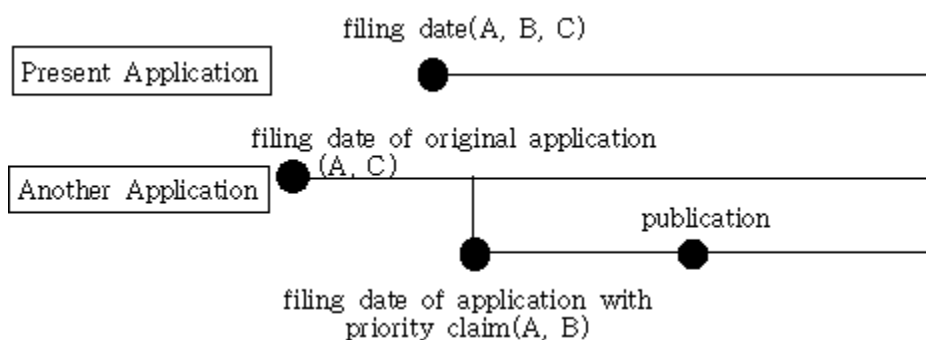 filing date(A, B, C)
Present Application
filing date of original application
(A, C)
Another Application
publication
filing date of application with
priority claim(A, B)